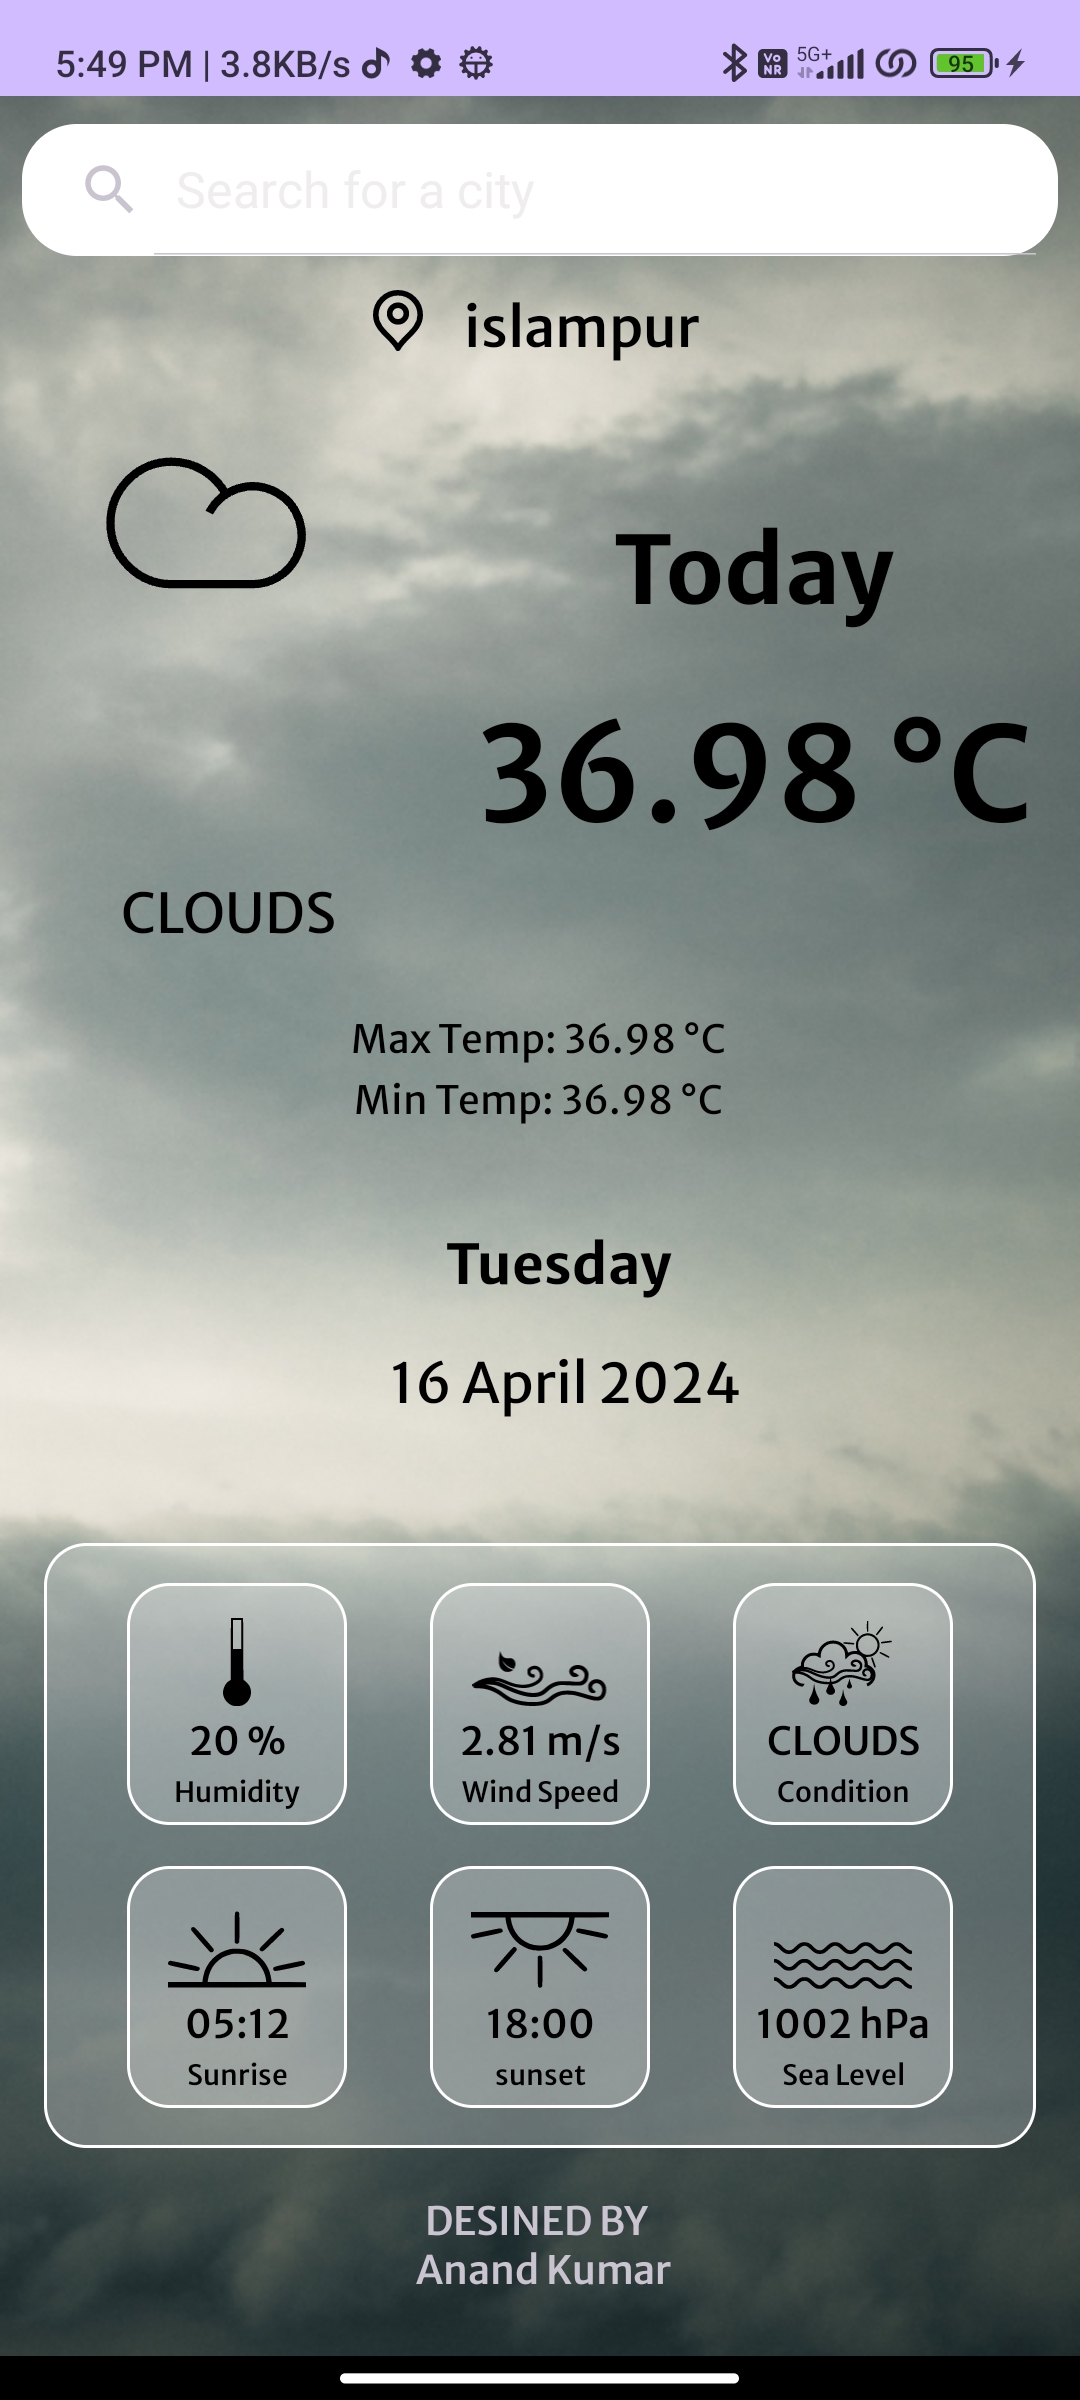 5:49 PM | 3.8KB/s
Vo NR 5G+ 95
Search for a city
islampur
Today
36.98 °C
CLOUDS
Max Temp: 36.98 °C
Min Temp: 36.98 °C
Tuesday
16 April 2024
20 % 2.81 m/s CLOUDS
Humidity Wind Speed Condition
05:12 18:00 1002 hPa
Sunrise sunset Sea Level
DESINED BY
Anand Kumar